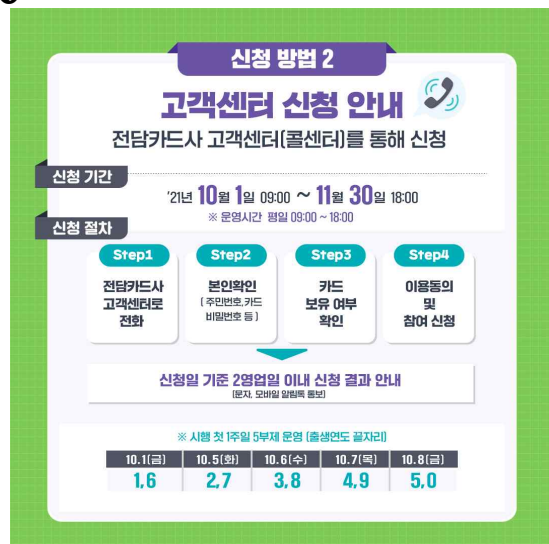 신청 방법 2
고객센터 신청 안내
전담카드사 고객센터(콜센터)를 통해 신청
신청 기간
'21년 10월 1일 09:00 ~ 11월 30일 18:00
※ 운영시간 평일 09:00 ~ 18:00
신청 절차
Step1 Step2 Step3 Step4
전담카드사
고객센터로
전화
본인확인
(주민번호,카드
비밀번호 등)
카드
보유 여부
확인
이용동의
및
참여 신청
신청일 기준 2영업일 이내 신청 결과 안내
(문자, 모바일 알림톡 통보)
※ 시행 첫 1주일 5부제 운영 (출생연도 끝자리)
10.1(금) 10.5(화) 10.6(수) 10.7(목) 10.8(금)
1,6 2,7 3,8 4,9 5,0